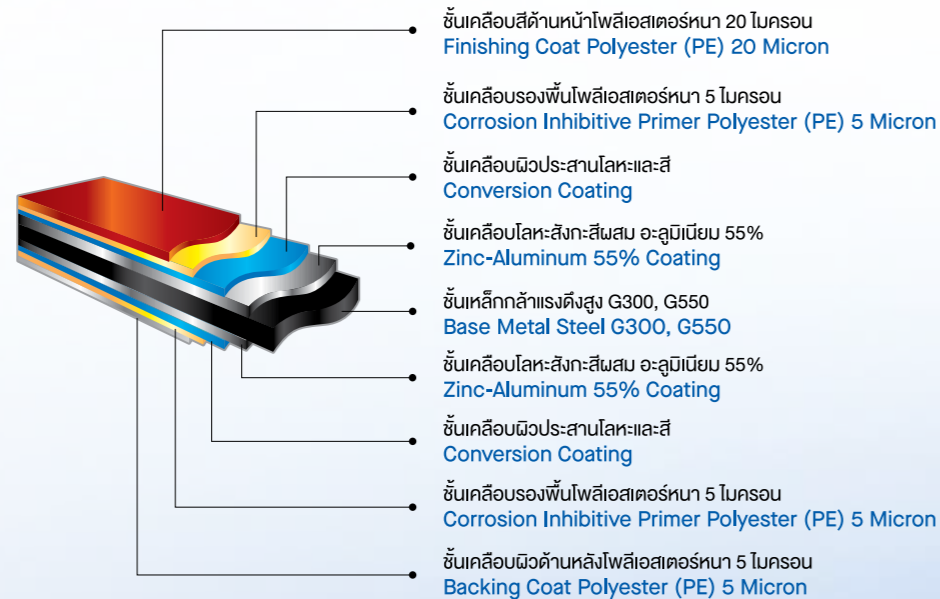 ชั้นเคลือบสีด้านหน้าโพลีเอสเตอร์หนา 20 ไมครอน
Finishing Coat Polyester (PE) 20 Micron
ชั้นเคลือบรองพื้นโพลีเอสเตอร์หนา 5 ไมครอน
Corrosion Inhibitive Primer Polyester (PE) 5 Micron
ชั้นเคลือบผิวประสานโลหะและสี
Conversion Coating
ชั้นเคลือบโลหะสังกะสีผสม อะลูมิเนียม 55%
Zinc-Aluminum 55% Coating
ชั้นเหล็กกล้าแรงดึงสูง G300, G550
Base Metal Steel G300, G550
ชั้นเคลือบโลหะสังกะสีผสม อะลูมิเนียม 55%
Zinc-Aluminum 55% Coating
ชั้นเคลือบผิวประสานโลหะและสี
Conversion Coating
ชั้นเคลือบรองพื้นโพลีเอสเตอร์หนา 5 ไมครอน
Corrosion Inhibitive Primer Polyester (PE) 5 Micron
ชั้นเคลือบผิวด้านหลังโพลีเอสเตอร์หนา 5 ไมครอน
Backing Coat Polyester (PE) 5 Micron